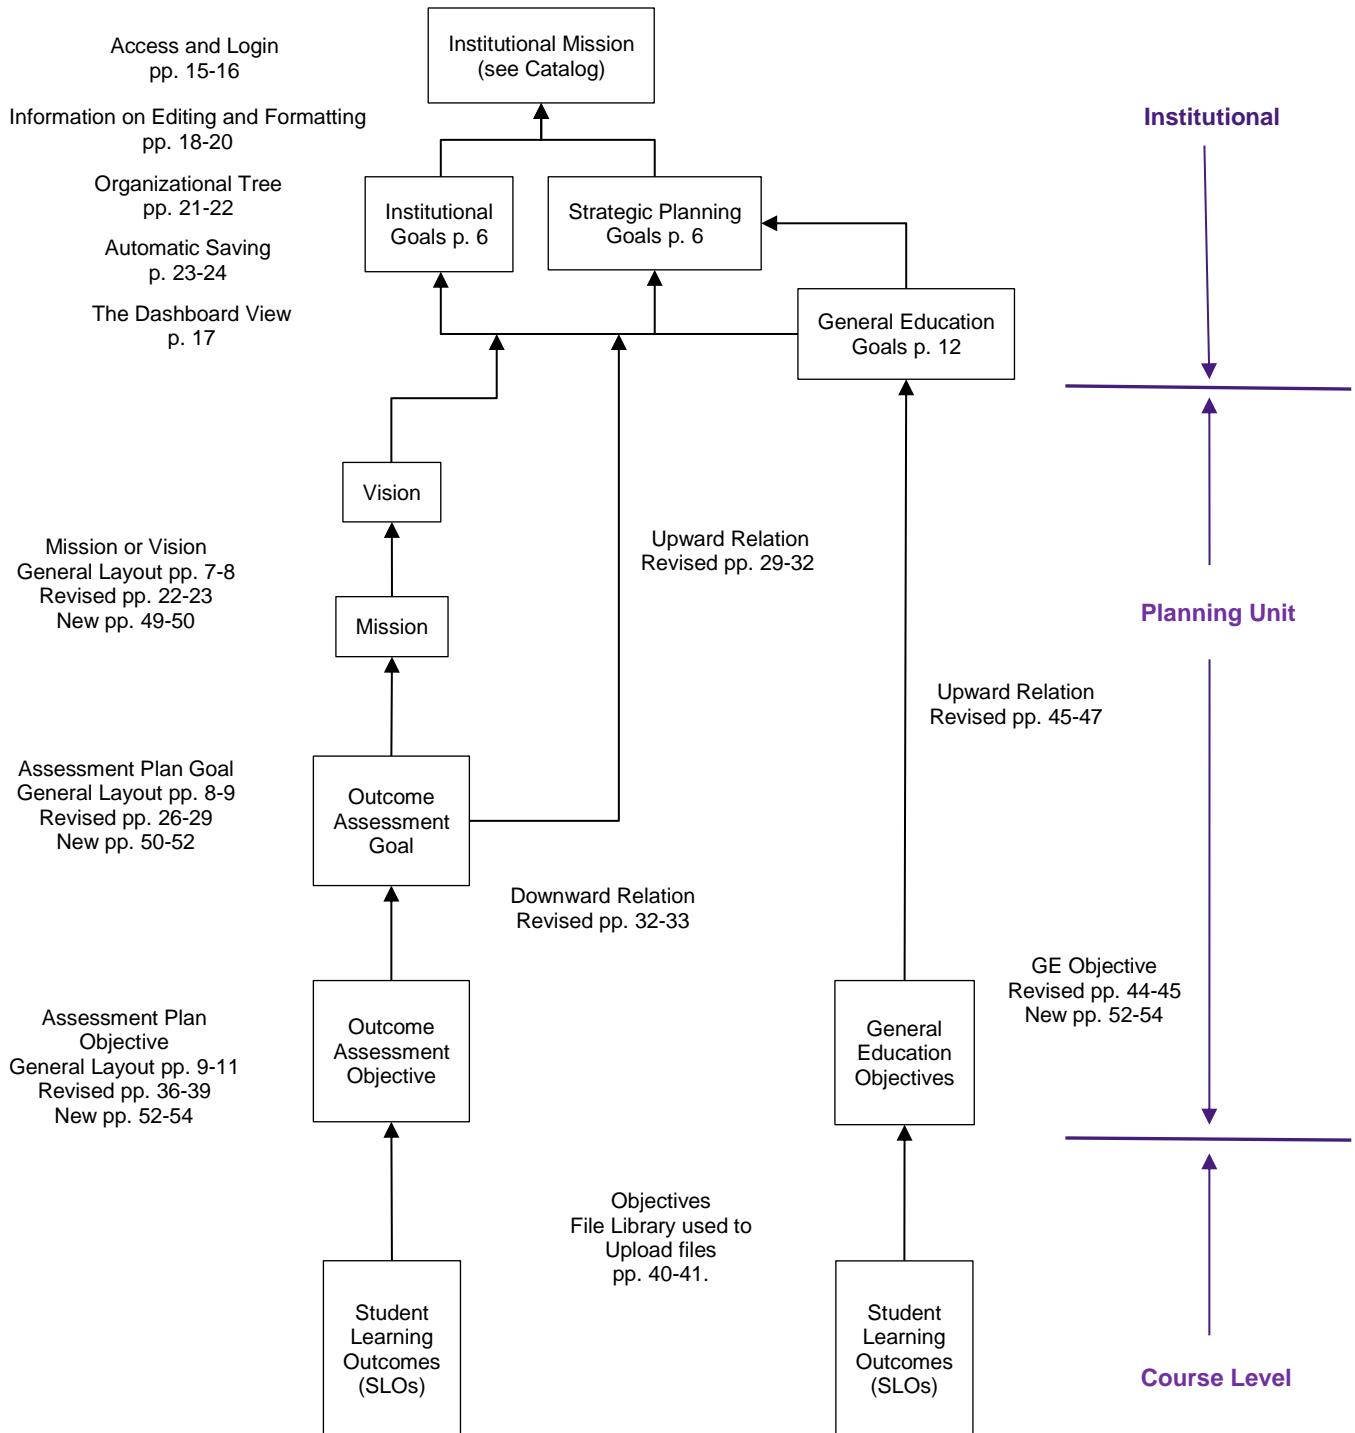 Institutional Mission
(see Catalog)
Access and Login
pp. 15-16
Information on Editing and Formatting
pp. 18-20
Institutional
Organizational Tree
pp. 21-22
Institutional
Goals p. 6
Strategic Planning
Goals p. 6
Automatic Saving
p. 23-24
The Dashboard View
p. 17
General Education
Goals p. 12
Vision
Mission or Vision
General Layout pp. 7-8
Revised pp. 22-23
New pp. 49-50
Upward Relation
Revised pp. 29-32
Mission
Planning Unit
Upward Relation
Revised pp. 45-47
Assessment Plan Goal
General Layout pp. 8-9
Revised pp. 26-29
New pp. 50-52
Outcome
Assessment
Goal
Downward Relation
Revised pp. 32-33
GE Objective
Revised pp. 44-45
New pp. 52-54
Assessment Plan
Objective
General Layout pp. 9-11
Revised pp. 36-39
New pp. 52-54
Outcome
Assessment
Objective
General
Education
Objectives
Objectives
File Library used to
Upload files
pp. 40-41.
Student
Learning
Outcomes
(SLOs)
Student
Learning
Outcomes
(SLOs)
Course Level